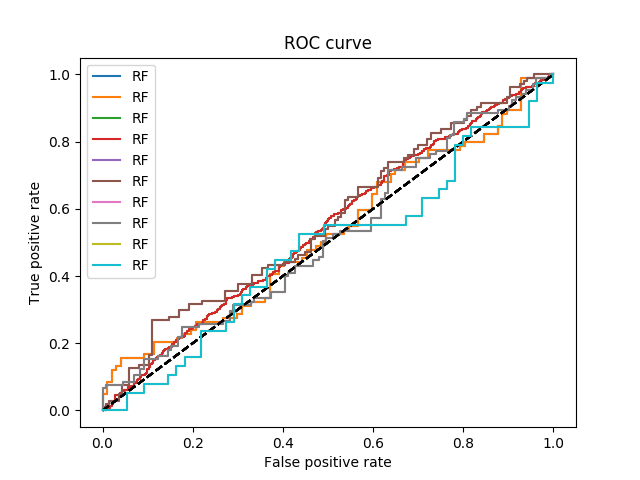 ROC curve
True positive rate
1.0
0.8
0.6
0.4
0.2
0.0
RF
RF
RF
RF
RF
RF
RF
RF
RF
RF
0.0 0.2 0.4 0.6 0.8 1.0
False positive rate